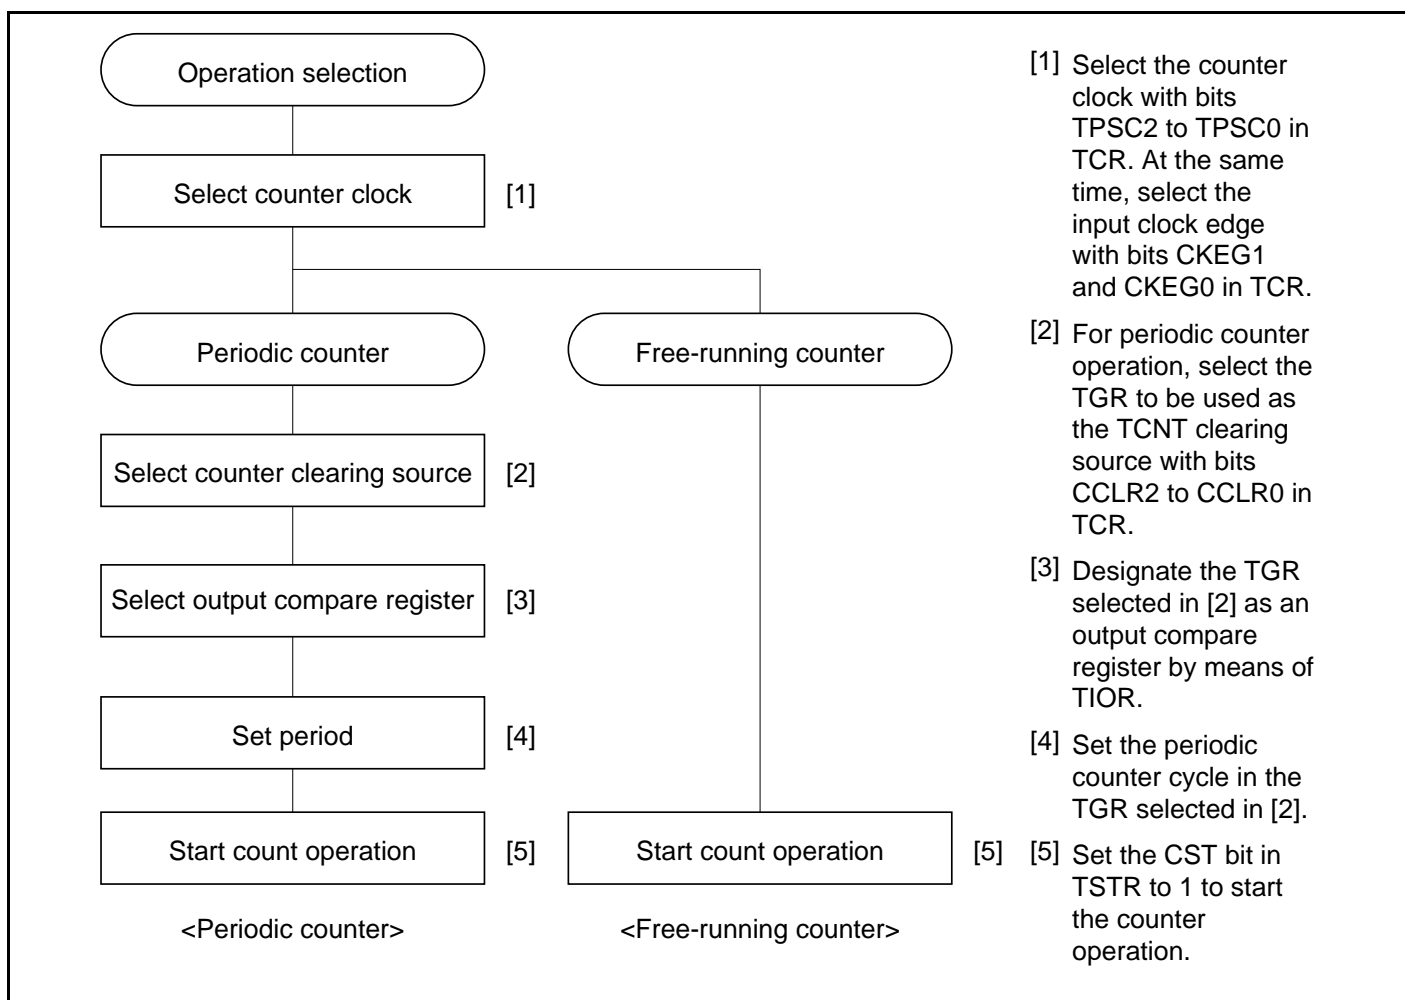 Operation selection
Select counter clock
[1]
Periodic counter
Free-running counter
Select counter clearing source
[2]
Select output compare register
[3]
Set period
[4]
Start count operation
[5]
Start count operation
[5]
<Periodic counter>
<Free-running counter>
[1] Select the counter
clock with bits
TPSC2 to TPSC0 in
TCR. At the same
time, select the
input clock edge
with bits CKEG1
and CKEG0 in TCR.
[2] For periodic counter
operation, select the
TGR to be used as
the TCNT clearing
source with bits
CCLR2 to CCLR0 in
TCR.
[3] Designate the TGR
selected in [2] as an
output compare
register by means of
TIOR.
[4] Set the periodic
counter cycle in the
TGR selected in [2].
[5] Set the CST bit in
TSTR to 1 to start
the counter
operation.